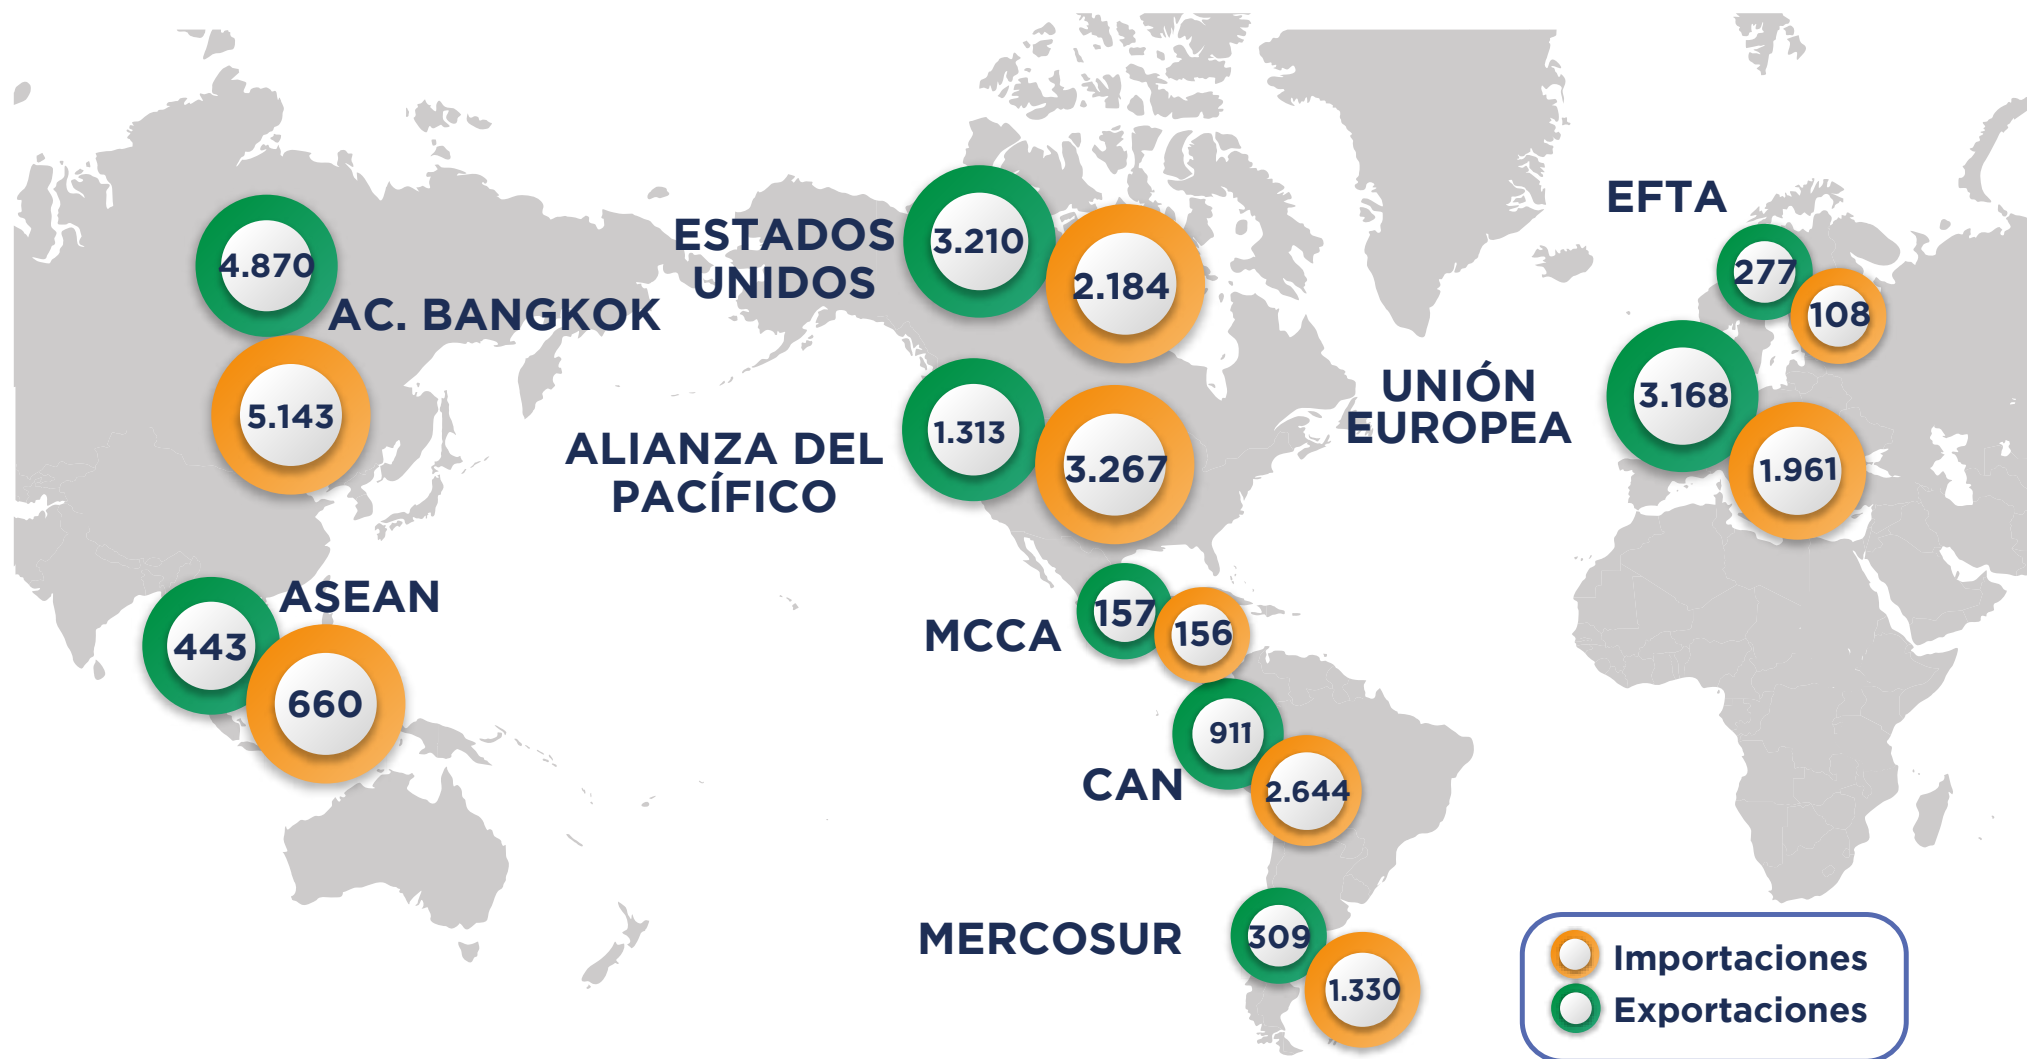 EFTA
277
108
ESTADOS
UNIDOS
3.210
2.184
4.870
AC. BANGKOK
5.143
UNIÓN
EUROPEA
3.168
1.961
ALIANZA DEL
PACÍFICO
1.313
3.267
ASEAN
443
660
MCCA
157
156
CAN
911
2.644
MERCOSUR
309
1.330
Importaciones
Exportaciones